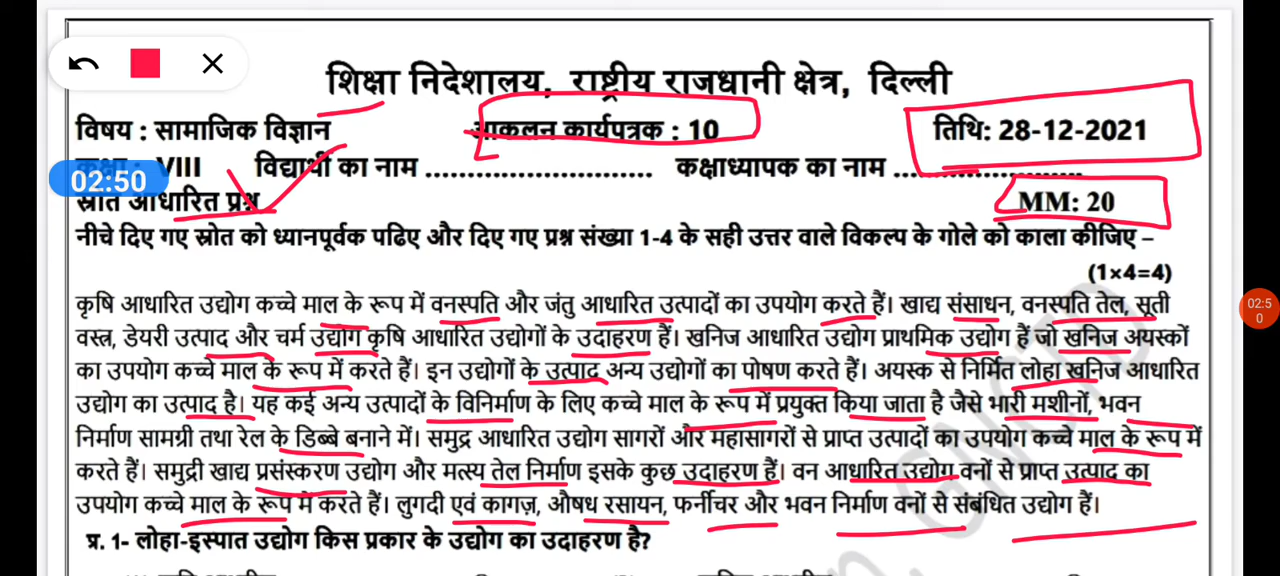 02:50
शिक्षा निदेशालय, राष्ट्रीय राजधानी क्षेत्र, दिल्ली
विषय : सामाजिक विज्ञान आकलन कार्यपत्रक : 10 तिथि: 28-12-2021
कक्षा : VIII विद्यार्थी का नाम ........................... कक्षाध्यापक का नाम ......................
स्रोत आधारित प्रश्न MM: 20
नीचे दिए गए स्रोत को ध्यानपूर्वक पढिए और दिए गए प्रश्न संख्या 1-4 के सही उत्तर वाले विकल्प के गोले को काला कीजिए –
(1×4=4)
कृषि आधारित उद्योग कच्चे माल के रूप में वनस्पति और जंतु आधारित उत्पादों का उपयोग करते हैं। खाद्य संसाधन, वनस्पति तेल, सूती
वस्त्र, डेयरी उत्पाद और चर्म उद्योग कृषि आधारित उद्योगों के उदाहरण हैं। खनिज आधारित उद्योग प्राथमिक उद्योग हैं जो खनिज अयस्कों
का उपयोग कच्चे माल के रूप में करते हैं। इन उद्योगों के उत्पाद अन्य उद्योगों का पोषण करते हैं। अयस्क से निर्मित लोहा खनिज आधारित
उद्योग का उत्पाद है। यह कई अन्य उत्पादों के विनिर्माण के लिए कच्चे माल के रूप में प्रयुक्त किया जाता है जैसे भारी मशीनों, भवन
निर्माण सामग्री तथा रेल के डिब्बे बनाने में। समुद्र आधारित उद्योग सागरों और महासागरों से प्राप्त उत्पादों का उपयोग कच्चे माल के रूप में
करते हैं। समुद्री खाद्य प्रसंस्करण उद्योग और मत्स्य तेल निर्माण इसके कुछ उदाहरण हैं। वन आधारित उद्योग वनों से प्राप्त उत्पाद का
उपयोग कच्चे माल के रूप में करते हैं। लुगदी एवं कागज़, औषध रसायन, फर्नीचर और भवन निर्माण वनों से संबंधित उद्योग हैं।
02:5
0
प्र. 1- लोहा-इस्पात उद्योग किस प्रकार के उद्योग का उदाहरण है?